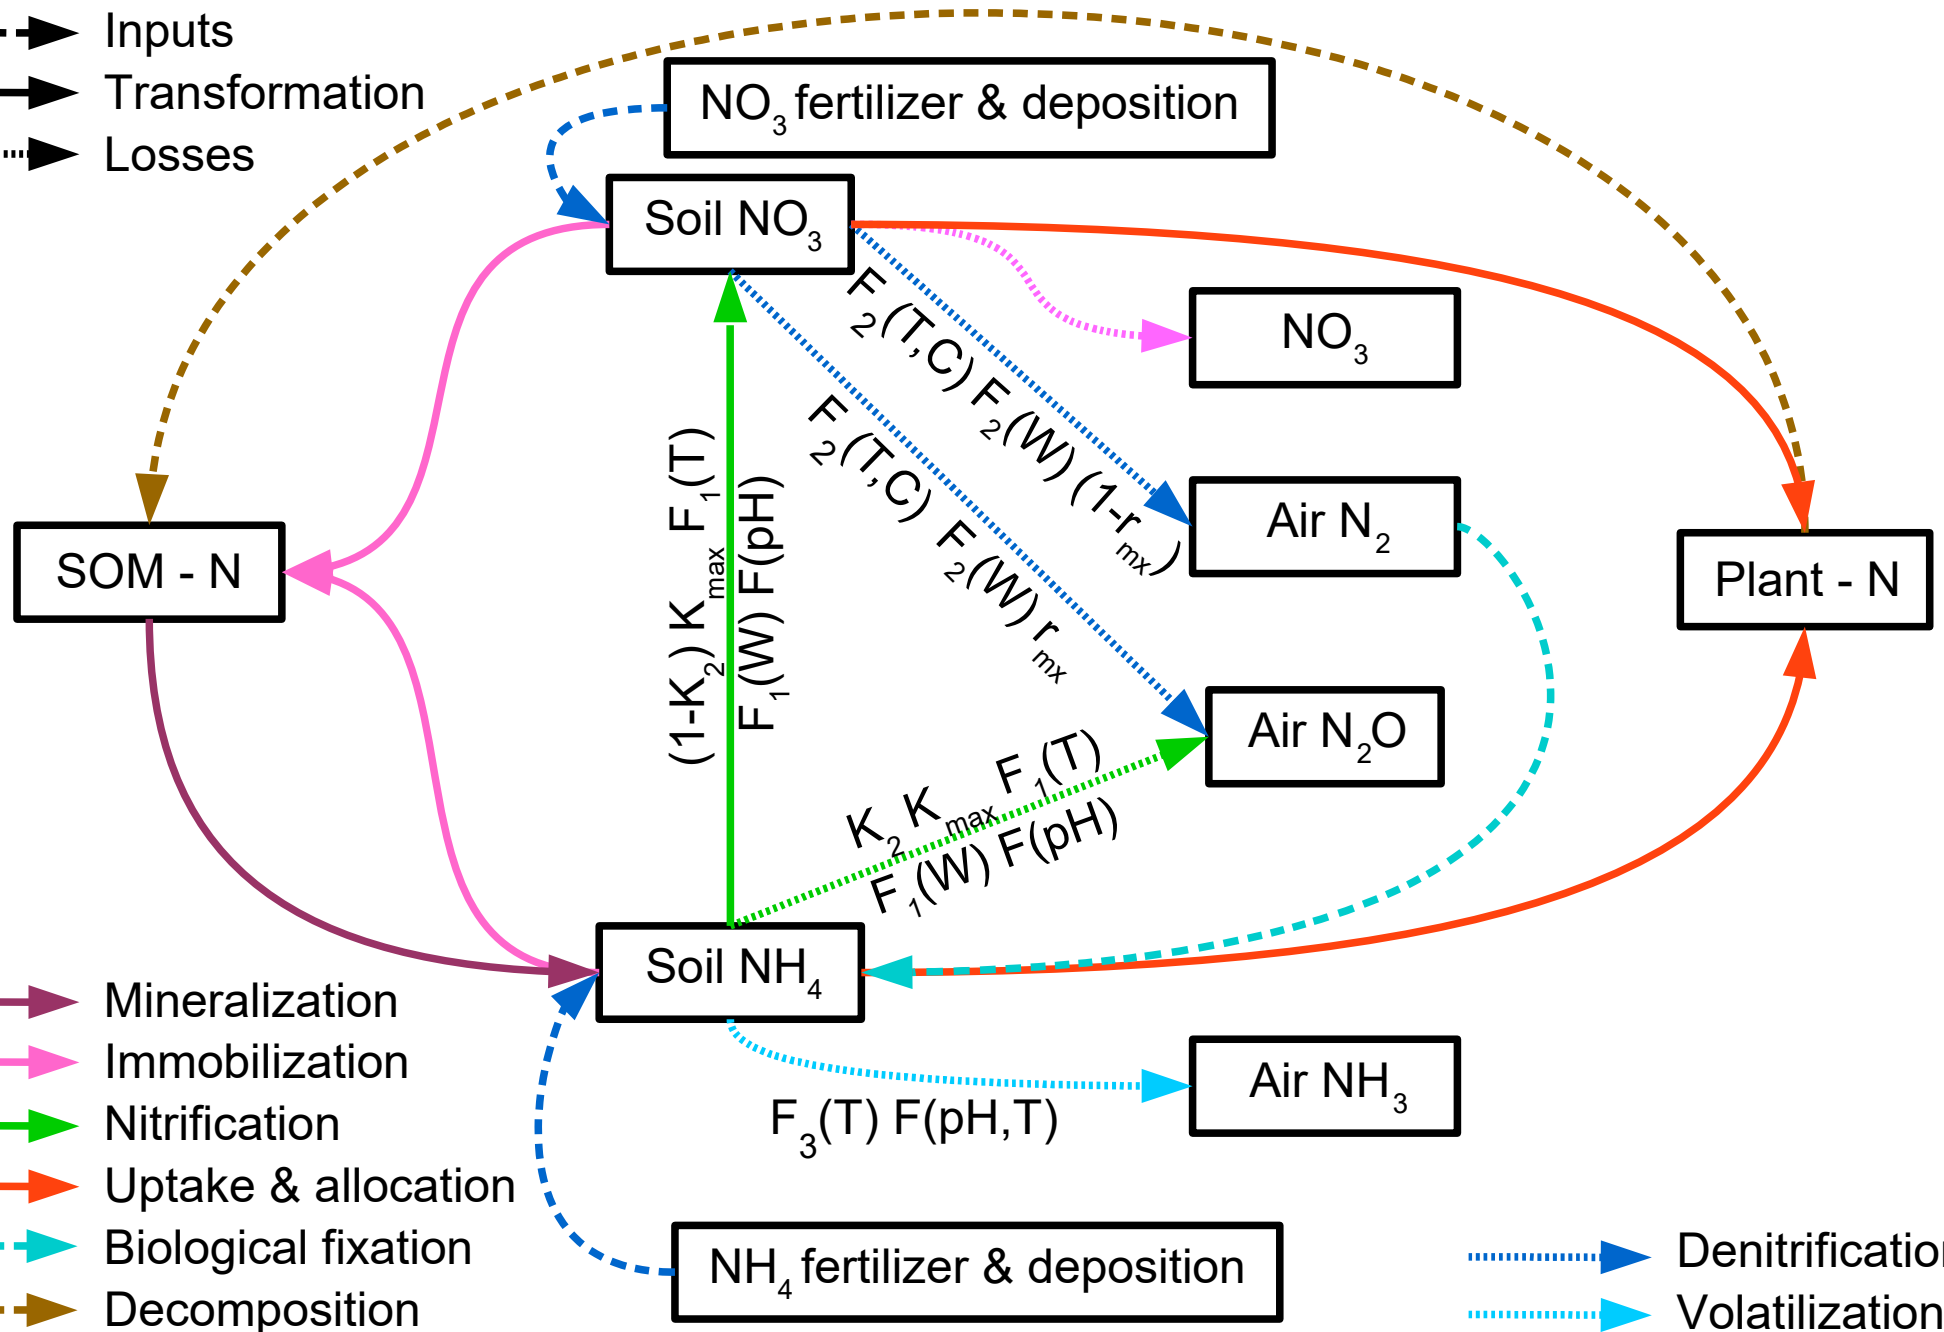 Inputs
Transformation
Losses
NO3 fertilizer & deposition
Soil NO3
NO3
F2(T,C) F2(W) (1-rmx)
F2(T,C) F2(W) rmx
Air N2
SOM - N
Plant - N
(1-K2) Kmax F1(T)
F1(W) F(pH)
Air N2O
K2 Kmax F1(T)
F1(W) F(pH)
Soil NH4
Air NH3
F3(T) F(pH,T)
NH4 fertilizer & deposition
Mineralization
Immobilization
Nitrification
Uptake & allocation
Biological fixation
Decomposition
Denitrification
Volatilization